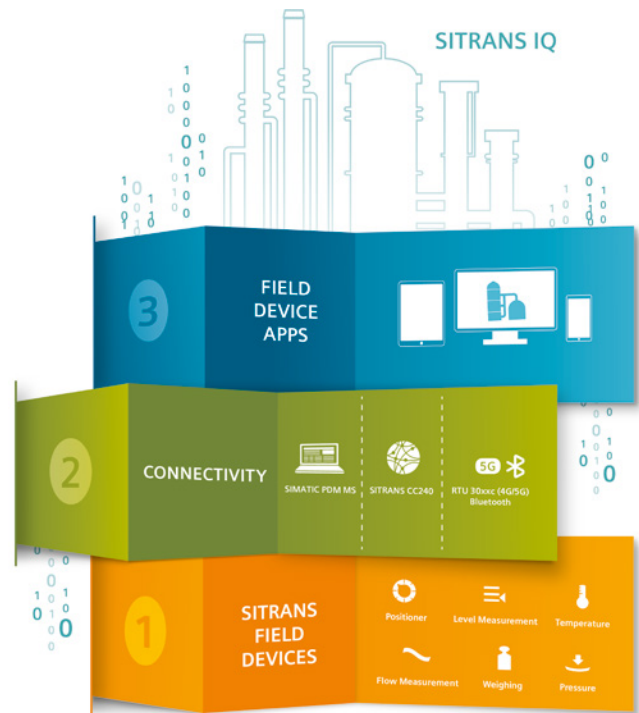 SITRANS IQ
3
FIELD
DEVICE
APPS
2
CONNECTIVITY
SIMATIC PDM MS
SITRANS CC240
5G
RTU 30xxc (4G/5G)
Bluetooth
1
SITRANS
FIELD
DEVICES
Positioner
Level Measurement
Temperature
Flow Measurement
Weighing
Pressure